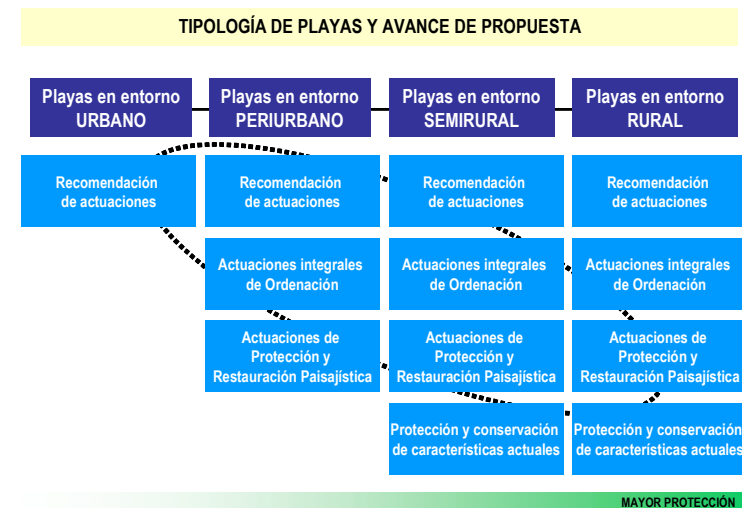 TIPOLOGÍA DE PLAYAS Y AVANCE DE PROPUESTA
Playas en entorno
URBANO
Playas en entorno
PERIURBANO
Playas en entorno
SEMIRURAL
Playas en entorno
RURAL
Recomendación
de actuaciones
Recomendación
de actuaciones
Recomendación
de actuaciones
Recomendación
de actuaciones
Actuaciones integrales
de Ordenación
Actuaciones integrales
de Ordenación
Actuaciones integrales
de Ordenación
Actuaciones de
Protección y
Restauración Paisajística
Actuaciones de
Protección y
Restauración Paisajística
Actuaciones de
Protección y
Restauración Paisajística
Protección y conservación
de características actuales
Protección y conservación
de características actuales
MAYOR PROTECCIÓN